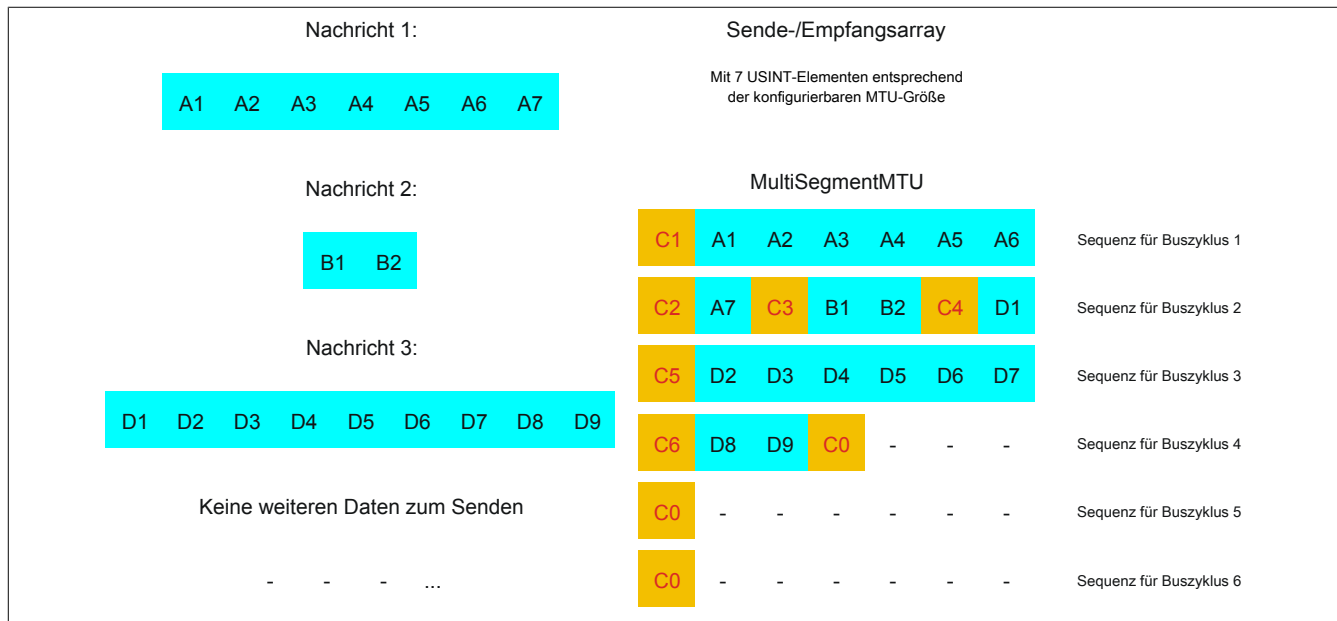 Nachricht 1:
A1 A2 A3 A4 A5 A6 A7
Nachricht 2:
B1 B2
Nachricht 3:
D1 D2 D3 D4 D5 D6 D7 D8 D9
Keine weiteren Daten zum Senden
- - - ...
Sende-/Empfangsarray
Mit 7 USINT-Elementen entsprechend
der konfigurierbaren MTU-Größe
MultiSegmentMTU
C1 A1 A2 A3 A4 A5 A6 Sequenz für Buszyklus 1
C2 A7 C3 B1 B2 C4 D1 Sequenz für Buszyklus 2
C5 D2 D3 D4 D5 D6 D7 Sequenz für Buszyklus 3
C6 D8 D9 C0 - - - Sequenz für Buszyklus 4
C0 - - - - - - Sequenz für Buszyklus 5
C0 - - - - - - Sequenz für Buszyklus 6